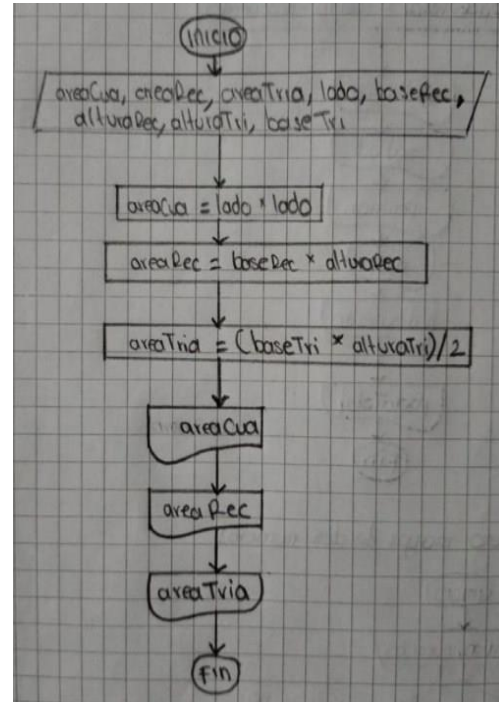 inicio
areaCua, areaRec, areaTria, lado, baseRec,
alturaRec, alturaTri, baseTri
areaCua = lado * lado
areaRec = baseRec * alturaRec
areaTria = (baseTri * alturaTri)/2
areaCua
areaRec
areaTria
Fin